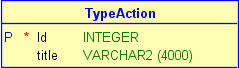 TypeAction
P * Id INTEGER
title VARCHAR2 (4000)